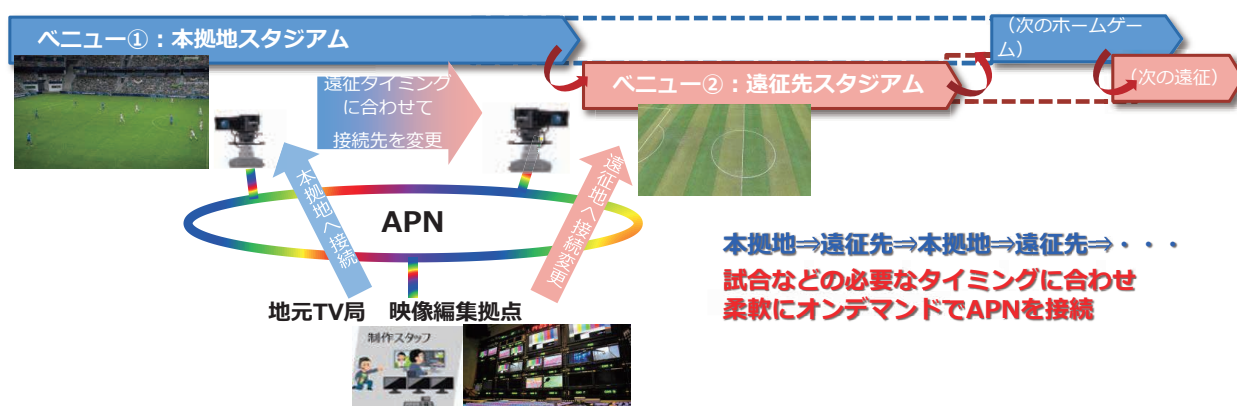 ベニュー①：本拠地スタジアム
（次のホームゲー
ム）
ベニュー②：遠征先スタジアム
（次の遠征）
遠征タイミング
に合わせて
接続先を変更
本拠地へ接続
APN
遠征地へ接続変更
本拠地⇒遠征先⇒本拠地⇒遠征先⇒・・・
試合などの必要なタイミングに合わせ
柔軟にオンデマンドでAPNを接続
地元TV局　映像編集拠点
制作スタッフ